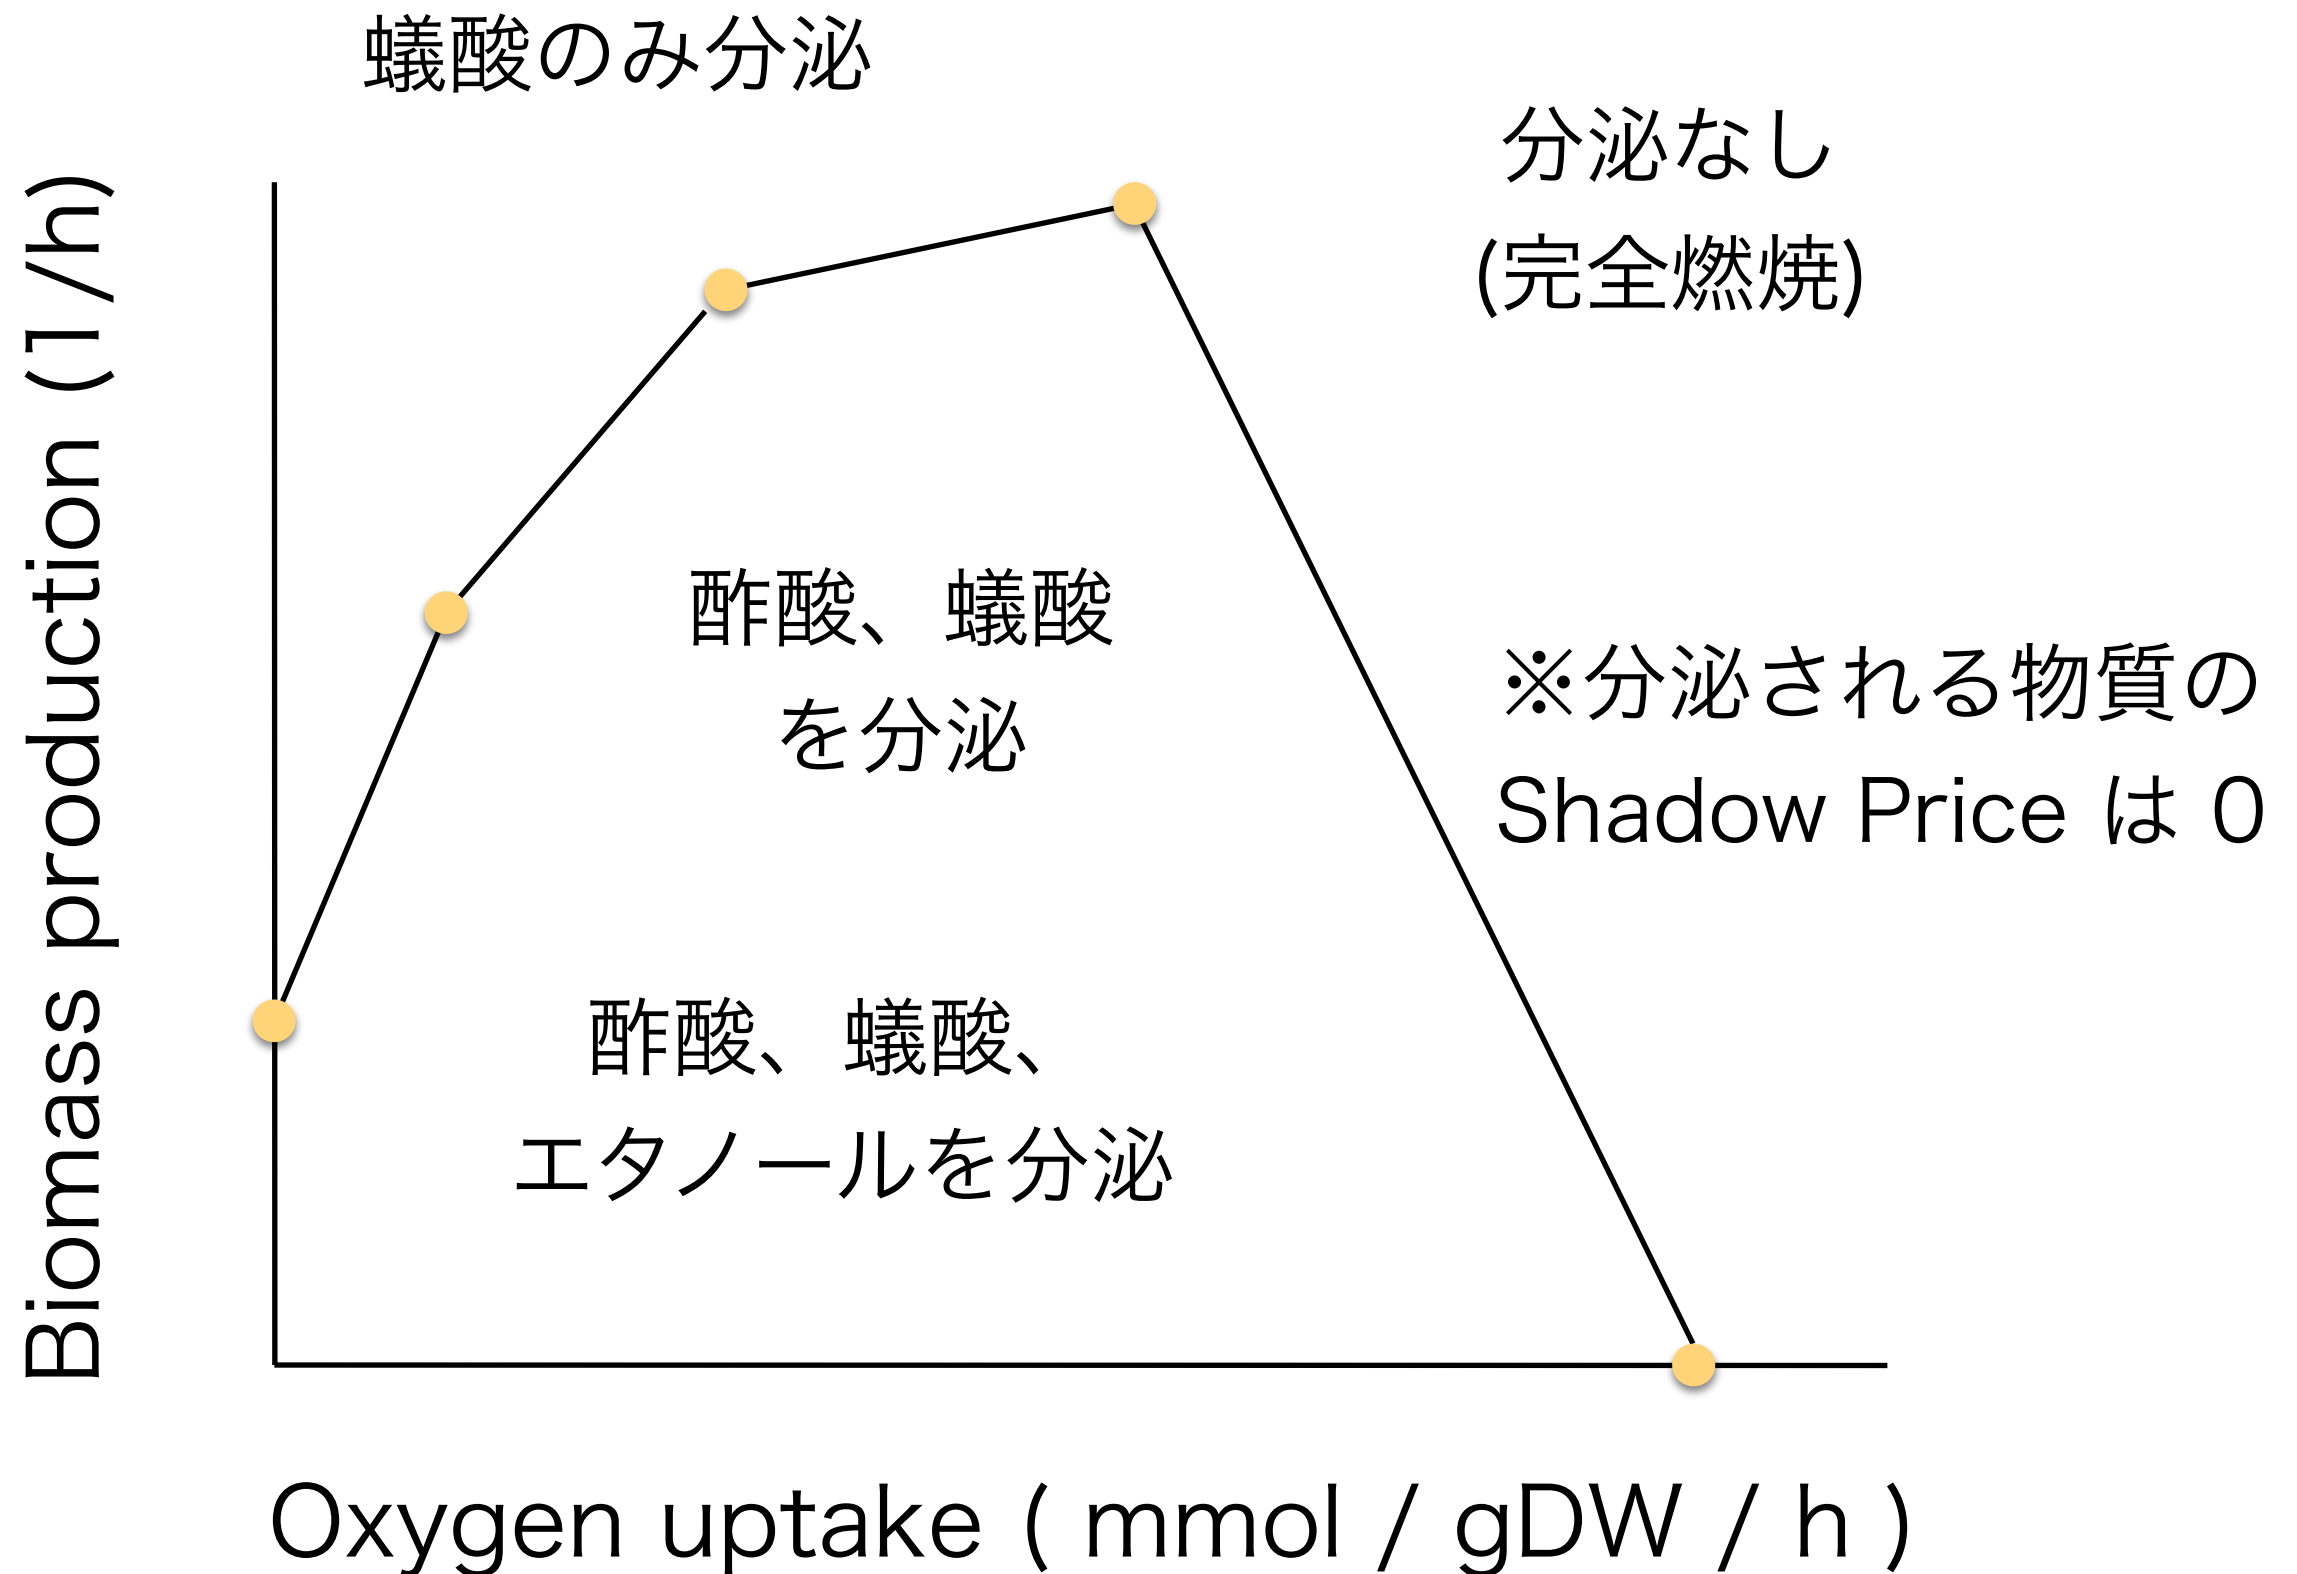 蟻酸のみ分泌
分泌なし
(完全燃焼)
Biomass production (1/h)
酢酸、蟻酸
を分泌
※分泌される物質の
Shadow Price は 0
酢酸、蟻酸、
エタノールを分泌
Oxygen uptake ( mmol / gDW / h )